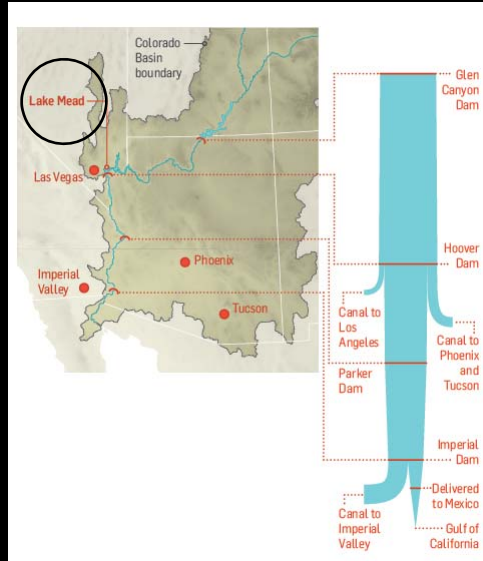 Colorado
Basin
boundary
Lake Mead
Las Vegas
Phoenix
Imperial
Valley
Tucson
Glen
Canyon
Dam
Hoover
Dam
Canal to
Los
Angeles
Canal to
Phoenix
and
Tucson
Parker
Dam
Imperial
Dam
Delivered
to Mexico
Canal to
Imperial
Valley
Gulf of
California